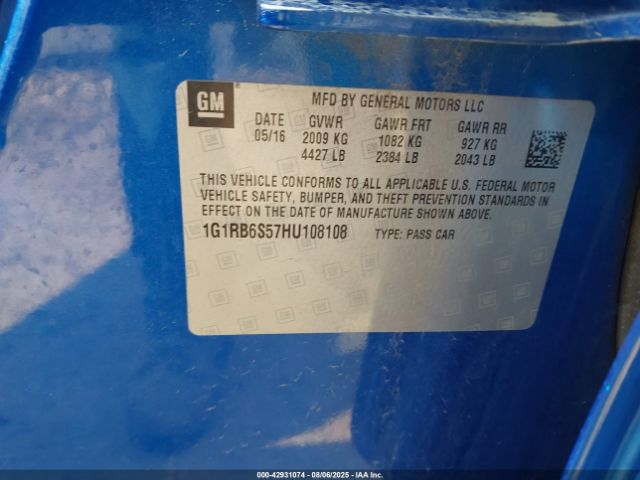 GM
MFD BY GENERAL MOTORS LLC
DATE GVWR GAWR FRT GAWR RR
05/16 2009 KG 1082 KG 927 KG
4427 LB 2384 LB 2043 LB
THIS VEHICLE CONFORMS TO ALL APPLICABLE U.S. FEDERAL MOTOR
VEHICLE SAFETY, BUMPER, AND THEFT PREVENTION STANDARDS IN
EFFECT ON THE DATE OF MANUFACTURE SHOWN ABOVE.
1G1RB6S57HU108108 TYPE: PASS CAR
000-42931074 | 08/06/2025 | IAAI.COM